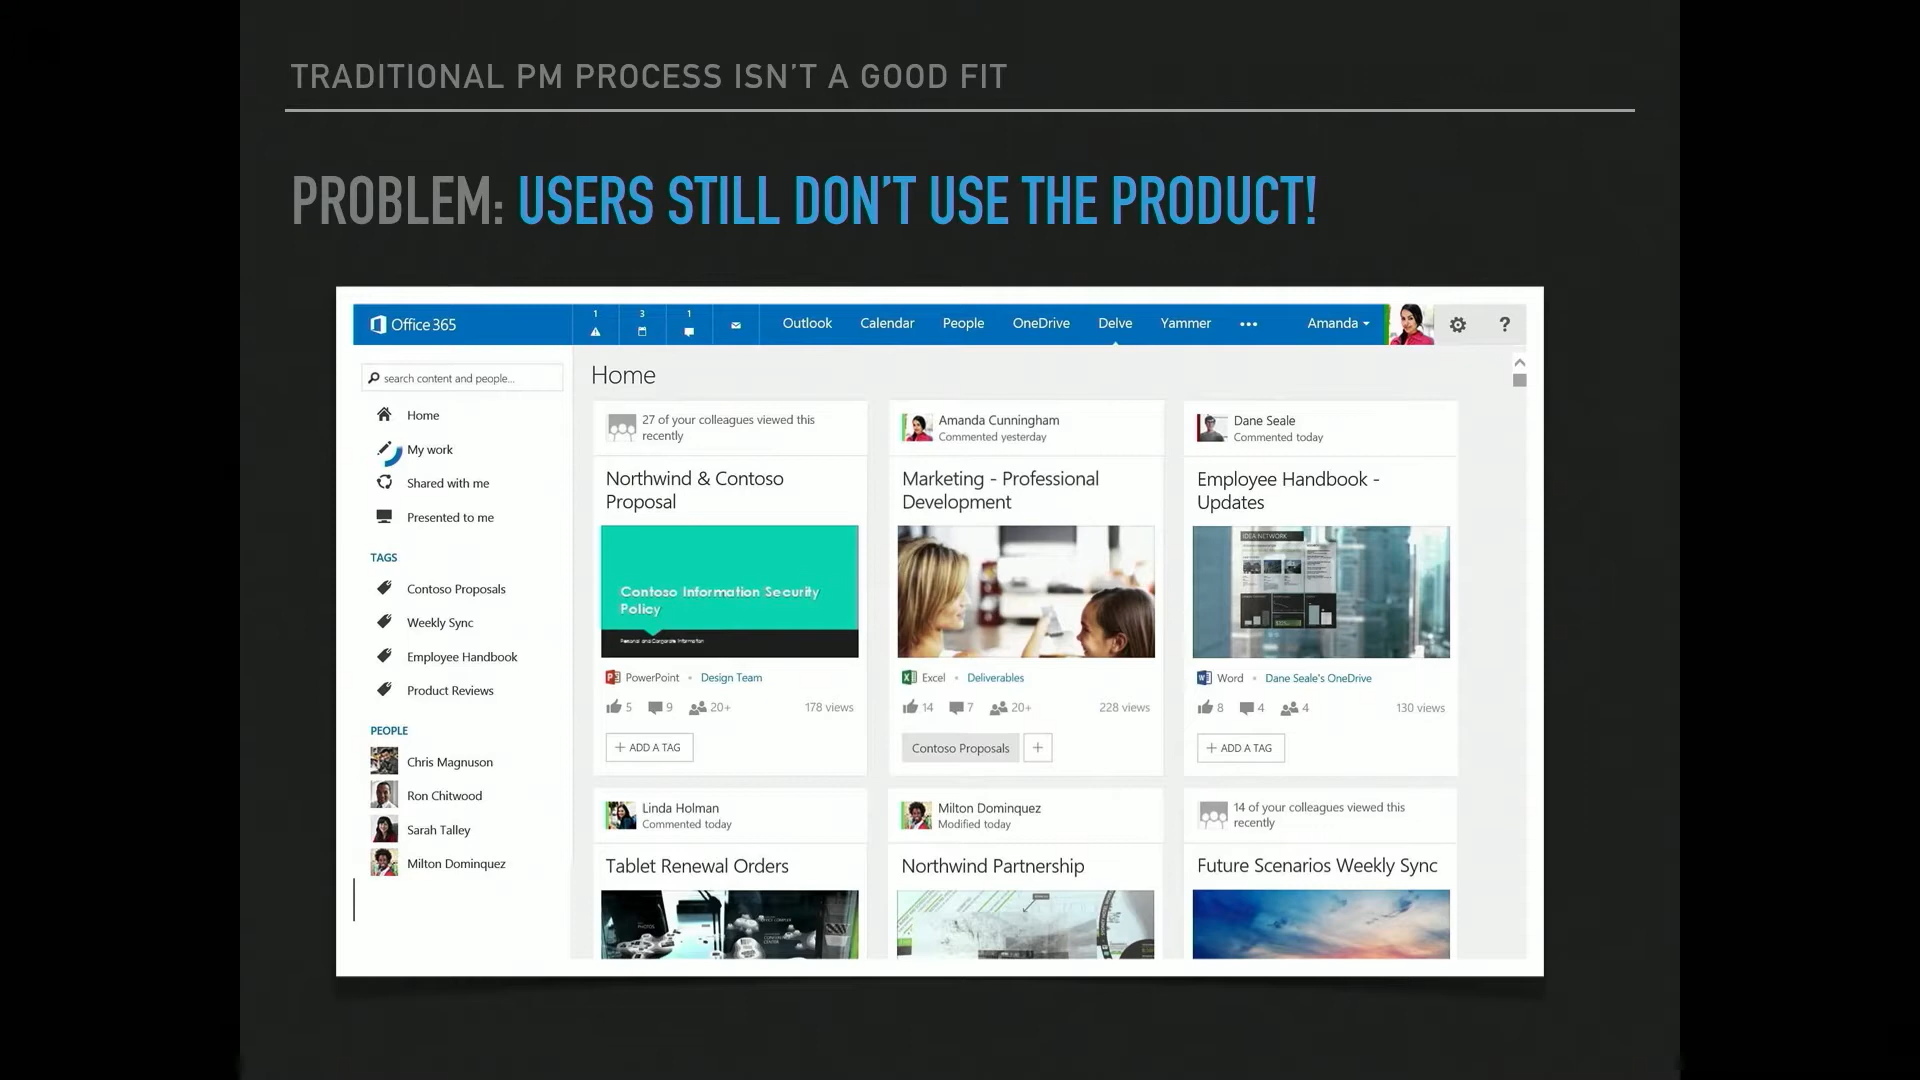 TRADITIONAL PM PROCESS ISN'T A GOOD FIT
PROBLEM: USERS STILL DON'T USE THE PRODUCT!
Office 365
1
3
1
Outlook
Calendar
People
OneDrive
Delve
Yammer
•••
Amanda
?
search content and people...
Home
My work
Shared with me
Presented to me
TAGS
Contoso Proposals
Weekly Sync
Employee Handbook
Product Reviews
PEOPLE
Chris Magnuson
Ron Chitwood
Sarah Talley
Milton Dominquez
Home
27 of your colleagues viewed this
recently
Northwind & Contoso
Proposal
Contoso Information Security
Policy
Personal and Corporate Information
PowerPoint • Design Team
5 9 20+ 178 views
+ ADD A TAG
Amanda Cunningham
Commented yesterday
Marketing - Professional
Development
Excel • Deliverables
14 7 20+ 228 views
Contoso Proposals +
Dane Seale
Commented today
Employee Handbook -
Updates
IDEA NETWORK
Word • Dane Seale's OneDrive
8 4 4 130 views
+ ADD A TAG
Linda Holman
Commented today
Tablet Renewal Orders
Milton Dominquez
Modified today
Northwind Partnership
14 of your colleagues viewed this
recently
Future Scenarios Weekly Sync